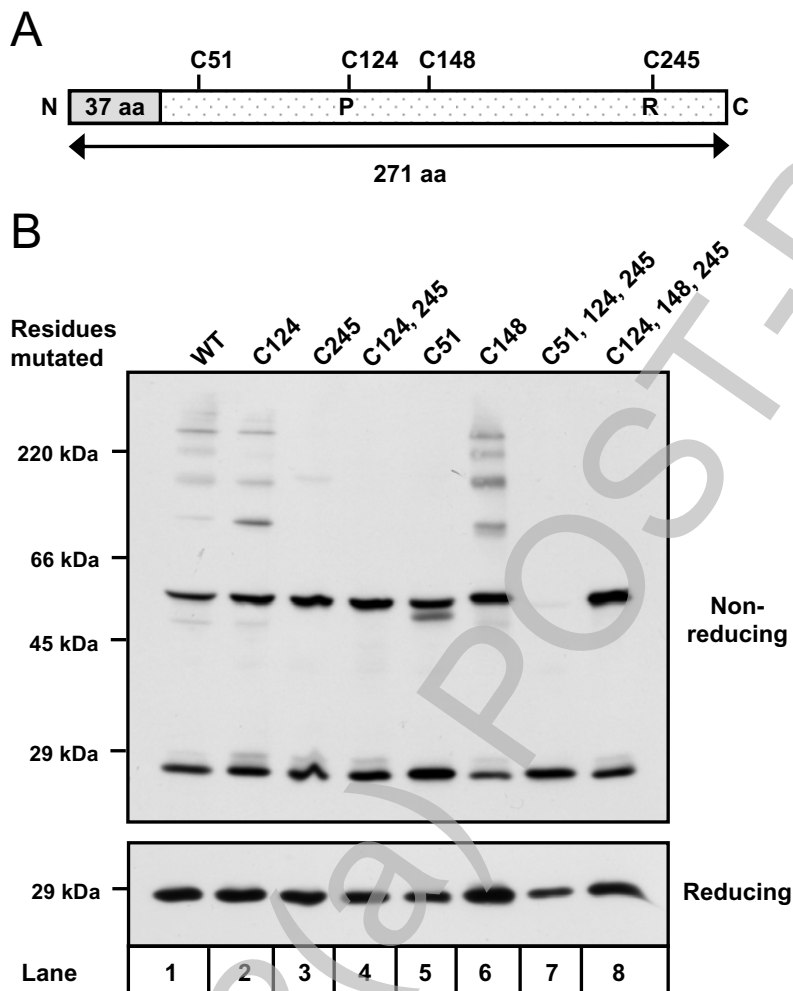 A
C51 C124 C148 C245
N 37 aa P R C
271 aa
B
Residues
mutated
WT
C124
C245
C124, 245
C51
C148
C51, 124, 245
C124, 148, 245
220 kDa
66 kDa
45 kDa
29 kDa
Non-
reducing
29 kDa
Reducing
Lane 1 2 3 4 5 6 7 8
(a) POST-